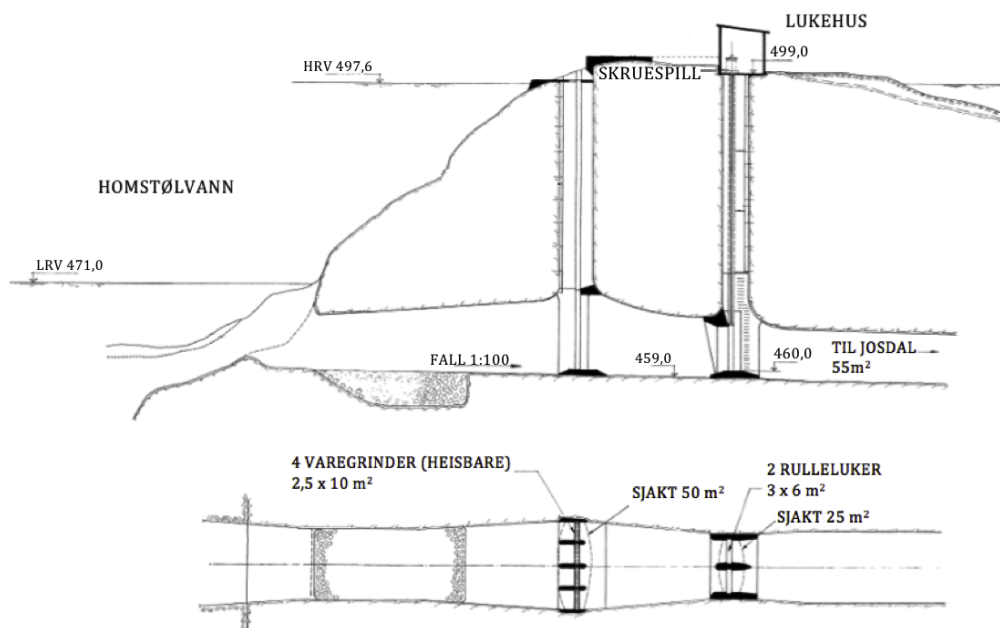 LUKEHUS
HRV 497,6
499,0
SKRUESPILL
HOMSTØLVANN
LRV 471,0
FALL 1:100
459,0
460,0
TIL JOSDAL
55m²
4 VAREGRINDER (HEISBARE)
2,5 x 10 m²
SJAKT 50 m²
2 RULLELUKER
3 x 6 m²
SJAKT 25 m²